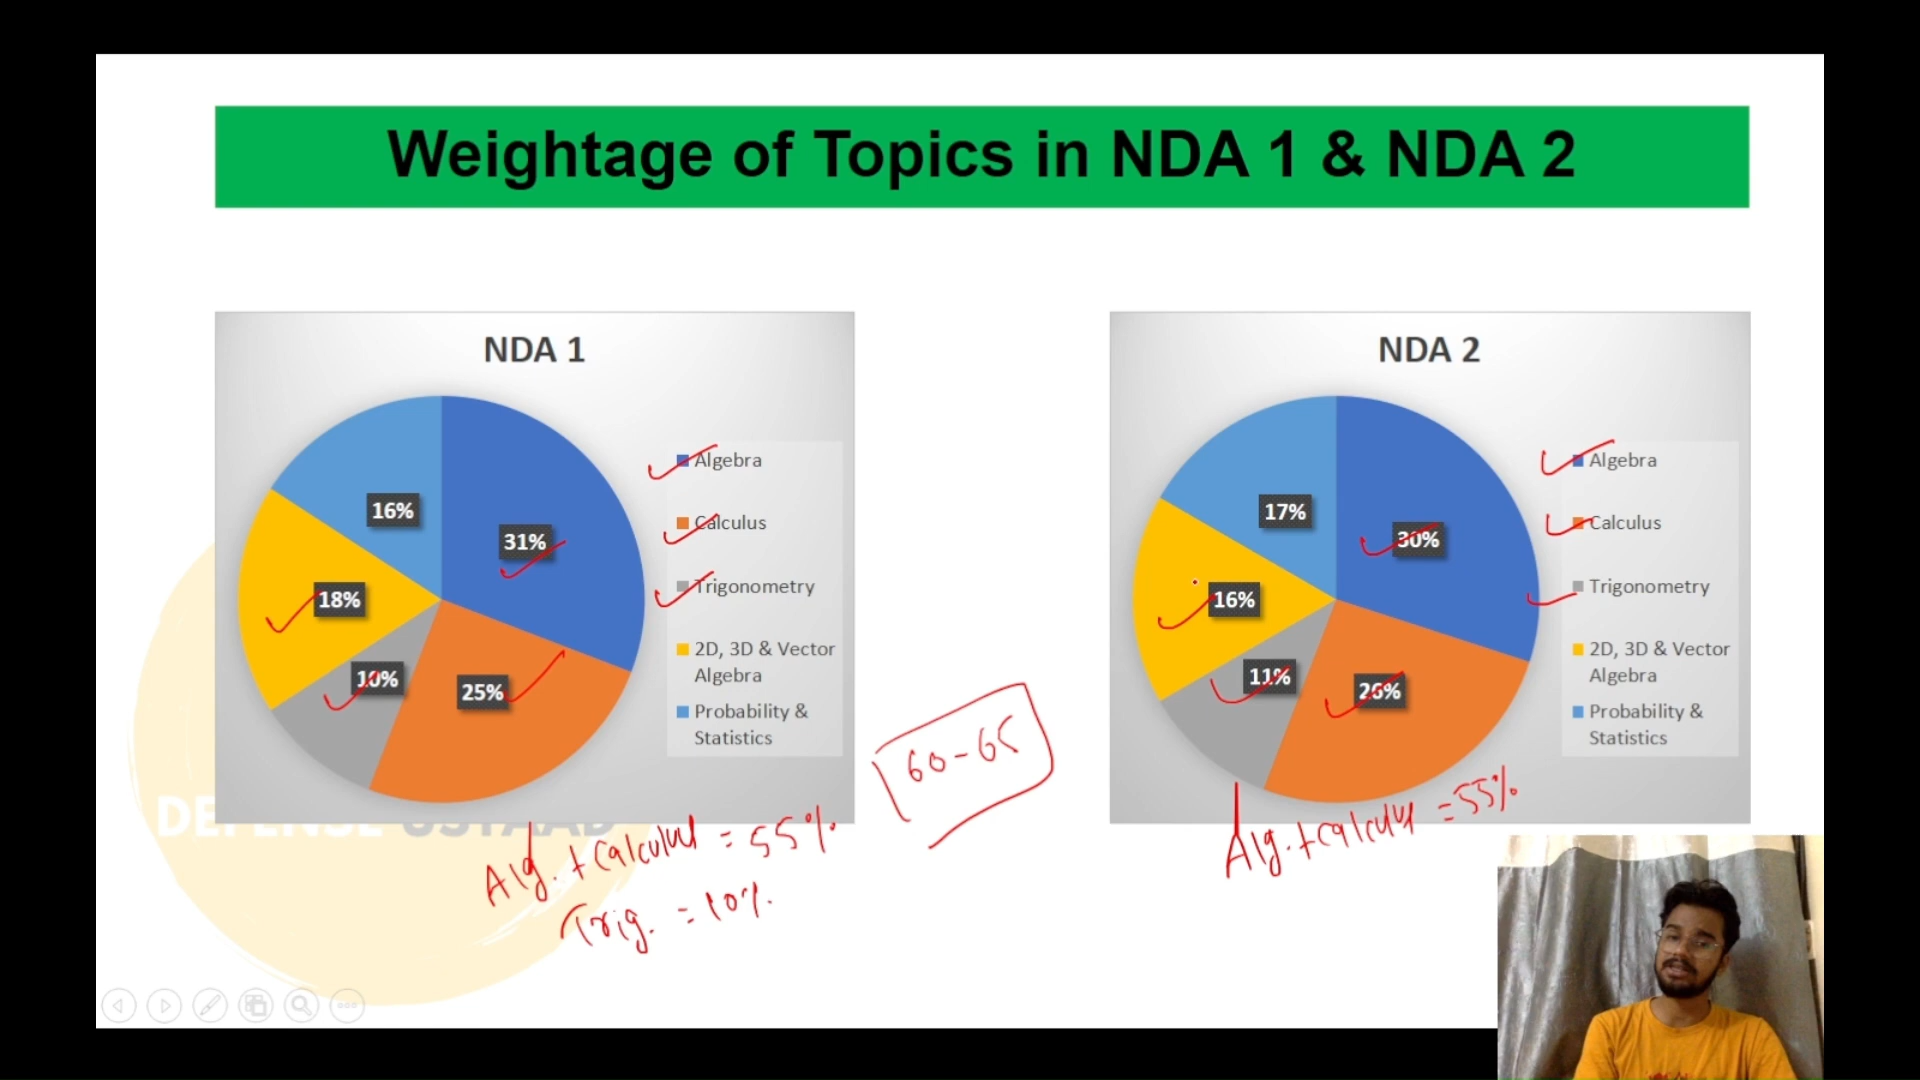 Weightage of Topics in NDA 1 & NDA 2
NDA 1
16%
31%
18%
10%
25%
Algebra
Calculus
Trigonometry
2D, 3D & Vector
Algebra
Probability &
Statistics
NDA 2
17%
30%
16%
11%
26%
Algebra
Calculus
Trigonometry
2D, 3D & Vector
Algebra
Probability &
Statistics
60-65
Alg. + Calculus = 55%
Trig. = 10%
Alg. + calculus = 55%
DEFENSE USTAAD